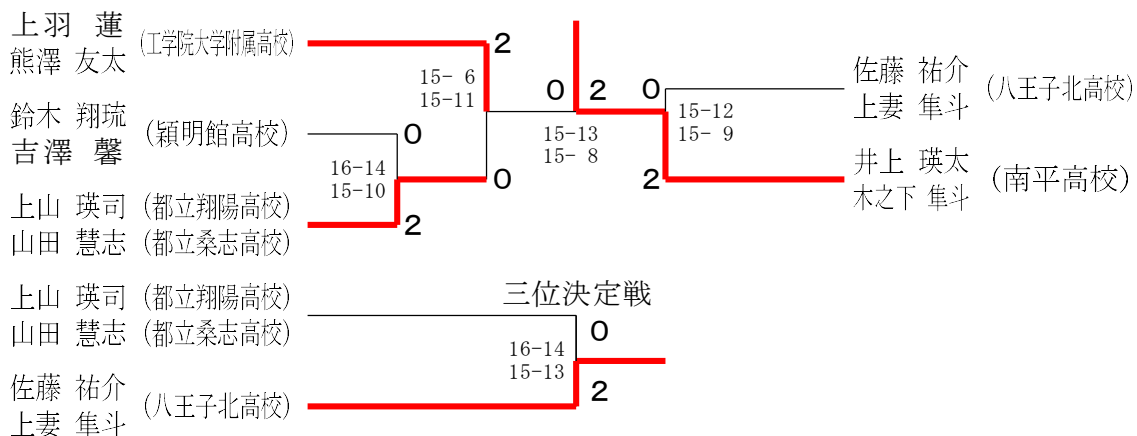 上羽 蓮
熊澤 友太
(工学院大学附属高校)
2
15- 6
15-11
鈴木 翔琉
吉澤 馨
(穎明館高校)
0
16-14
15-10
0
上山 瑛司 (都立翔陽高校)
山田 慧志 (都立桑志高校)
2
0 2
15-13
15- 8
0
15-12
15- 9
2
佐藤 祐介
上妻 隼斗
(八王子北高校)
井上 瑛太
木之下 隼斗
(南平高校)
三位決定戦
上山 瑛司 (都立翔陽高校)
山田 慧志 (都立桑志高校)
0
16-14
15-13
2
佐藤 祐介
上妻 隼斗
(八王子北高校)